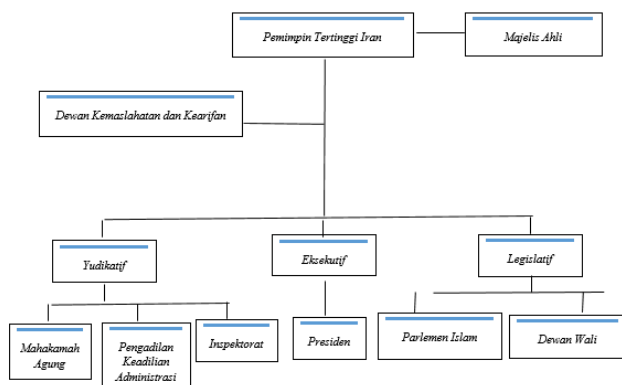 Pemimpin Tertinggi Iran
Majelis Ahli
Dewan Kemaslahatan dan Kearifan
Yudikatif
Eksekutif
Legislatif
Mahakamah
Agung
Pengadilan
Keadilian
Administrasi
Inspektorat
Presiden
Parlemen Islam
Dewan Wali